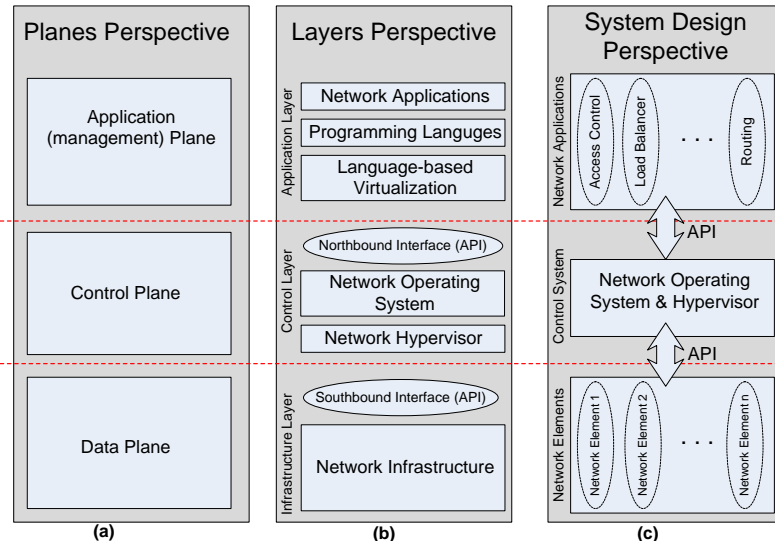 Planes Perspective
Application
(management) Plane
Control Plane
Data Plane
(a)
Layers Perspective
Application Layer
Network Applications
Programming Languges
Language-based
Virtualization
Control Layer
Northbound Interface (API)
Network Operating
System
Network Hypervisor
Infrastructure Layer
Southbound Interface (API)
Network Infrastructure
(b)
System Design
Perspective
Network Applications
Access Control
Load Balancer
. . .
Routing
API
Control System
Network Operating
System & Hypervisor
API
Network Elements
Network Element 1
Network Element 2
. . .
Network Element n
(c)